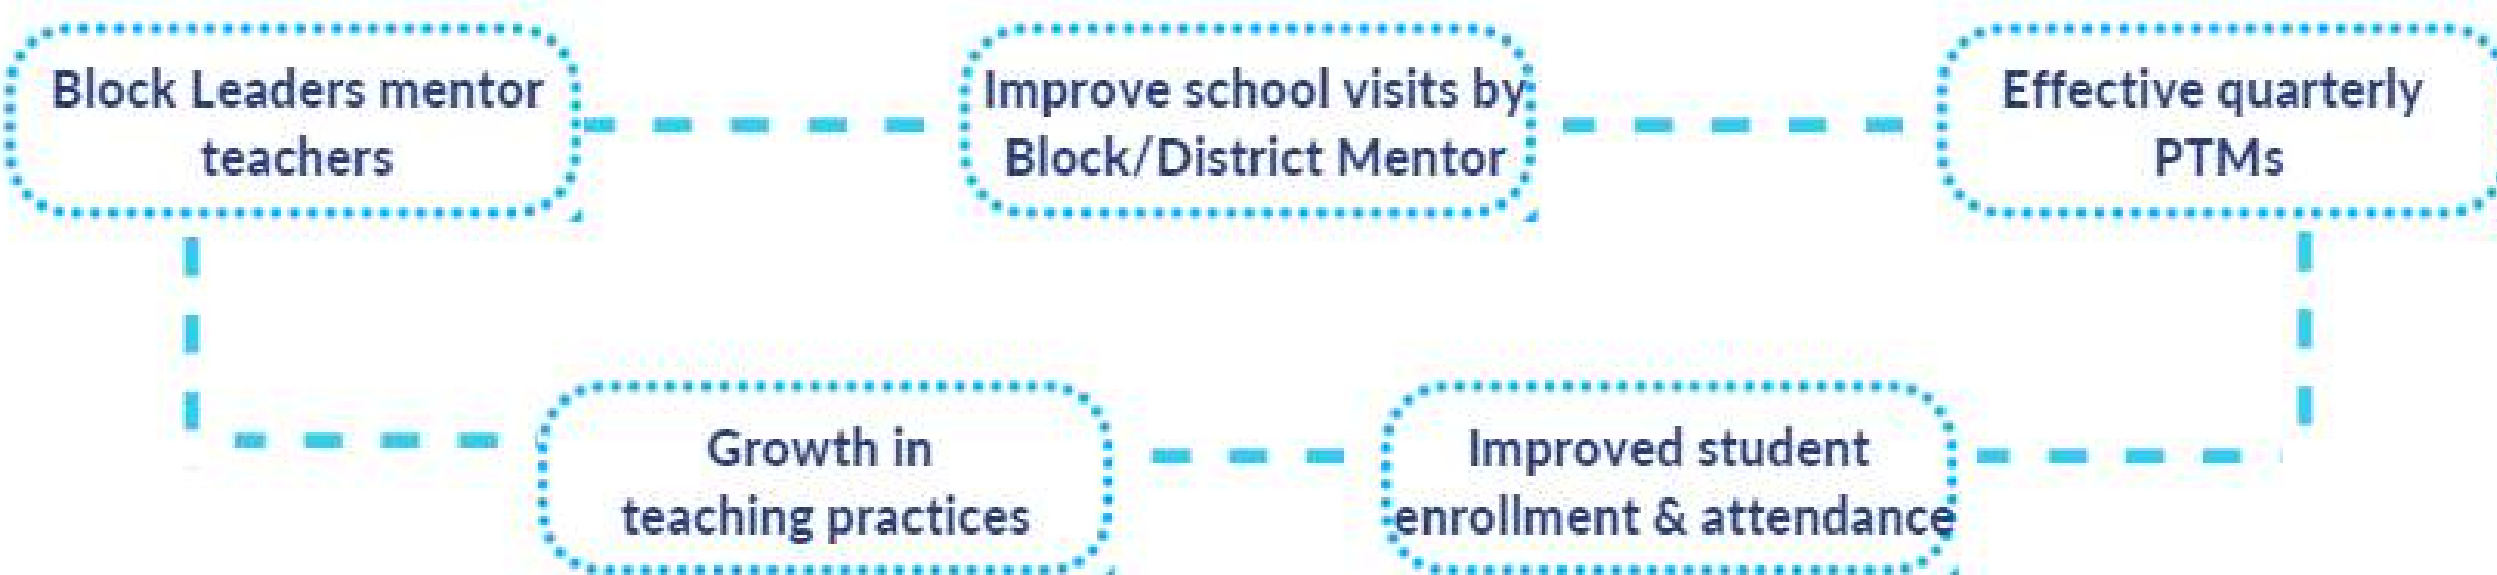 Block Leaders mentor
teachers
Improve school visits by
Block/District Mentor
Effective quarterly
PTMs
Growth in
teaching practices
Improved student
enrollment & attendance